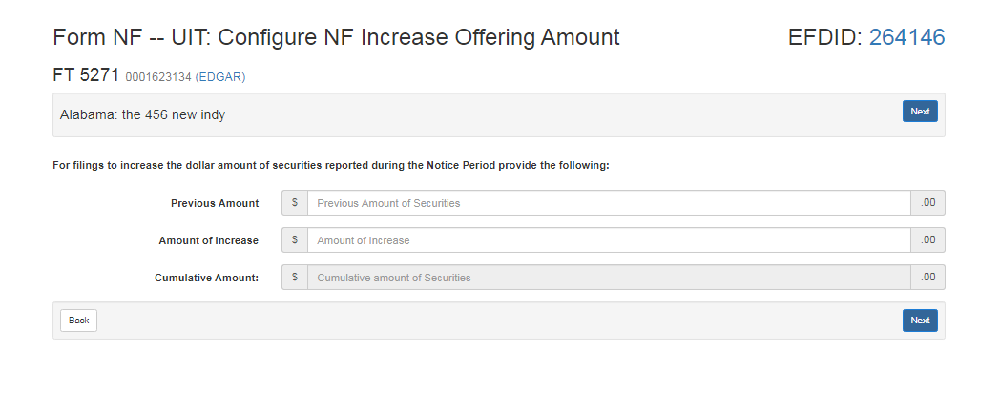 Form NF -- UIT: Configure NF Increase Offering Amount EFDID: 264146
FT 5271 0001623134 (EDGAR)
Alabama: the 456 new indy Next
For filings to increase the dollar amount of securities reported during the Notice Period provide the following:
Previous Amount $ Previous Amount of Securities .00
Amount of Increase $ Amount of Increase .00
Cumulative Amount: $ Cumulative amount of Securities .00
Back Next